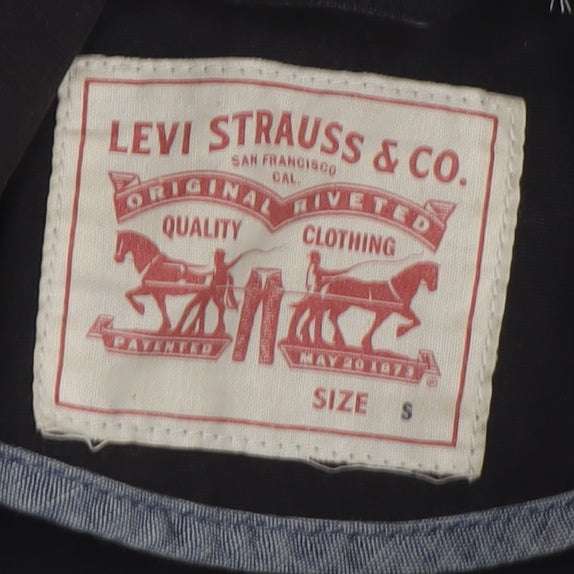 LEVI STRAUSS & CO.
SAN FRANCISCO
CAL.
ORIGINAL RIVETED
QUALITY CLOTHING
PATENTED MAY 20 1873
SIZE S